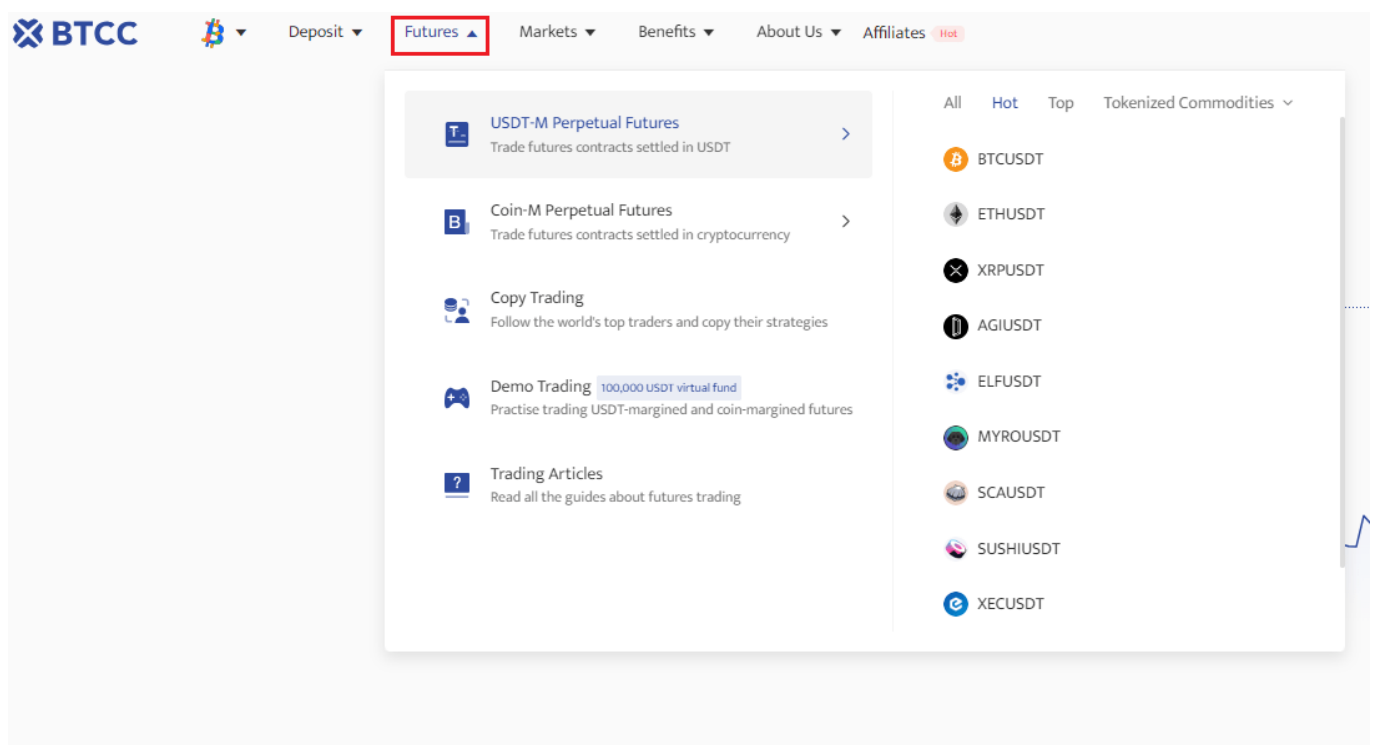 BTCC
Deposit
Futures
Markets
Benefits
About Us
Affiliates
Hot
USDT-M Perpetual Futures
Trade futures contracts settled in USDT
Coin-M Perpetual Futures
Trade futures contracts settled in cryptocurrency
Copy Trading
Follow the world's top traders and copy their strategies
Demo Trading 100,000 USDT virtual fund
Practise trading USDT-margined and coin-margined futures
Trading Articles
Read all the guides about futures trading
All Hot Top Tokenized Commodities
BTCUSDT
ETHUSDT
XRPUSDT
AGIUSDT
ELFUSDT
MYROUSDT
SCAUSDT
SUSHIUSDT
XECUSDT